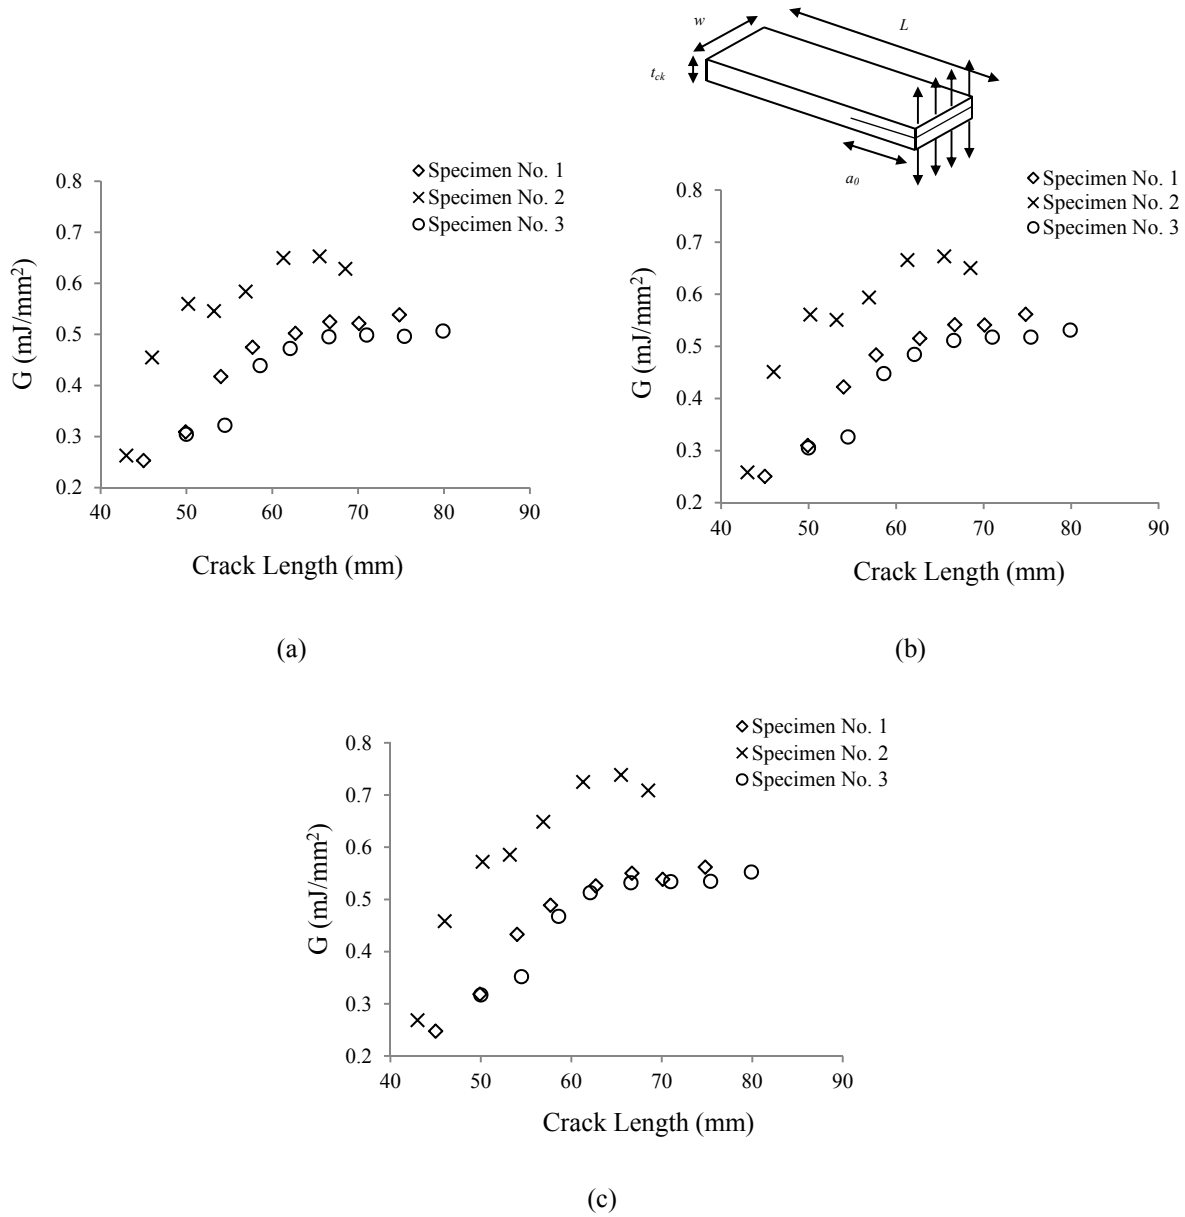 w
L
t_ck
a_0
Specimen No. 1
Specimen No. 2
Specimen No. 3
0.8
0.7
0.6
0.5
0.4
0.3
0.2
G (mJ/mm²)
40 50 60 70 80 90
Crack Length (mm)
(a)
Specimen No. 1
Specimen No. 2
Specimen No. 3
0.8
0.7
0.6
0.5
0.4
0.3
0.2
G (mJ/mm²)
40 50 60 70 80 90
Crack Length (mm)
(b)
Specimen No. 1
Specimen No. 2
Specimen No. 3
0.8
0.7
0.6
0.5
0.4
0.3
0.2
G (mJ/mm²)
40 50 60 70 80 90
Crack Length (mm)
(c)